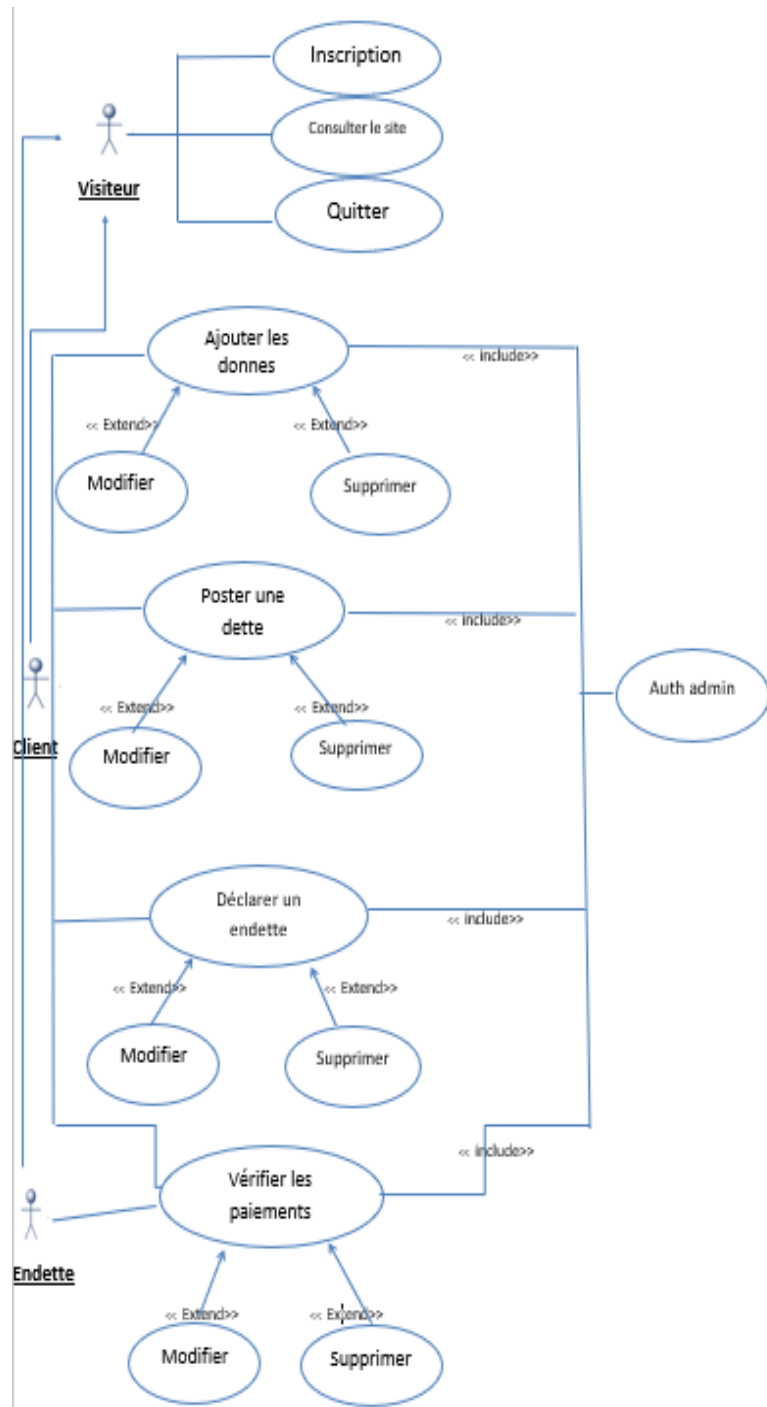 Inscription
Consulter le site
Visiteur
Quitter
Ajouter les
donnes
<< include>>
<< Extend>>
<< Extend>>
Modifier
Supprimer
Poster une
dette
<< include>>
Auth admin
<< Extend>>
<< Extend>>
Client
Modifier
Supprimer
Déclarer un
endette
<< include>>
<< Extend>>
<< Extend>>
Modifier
Supprimer
<< include>>
Vérifier les
paiements
Endette
<< Extend>>
<< Extend>>
Modifier
Supprimer